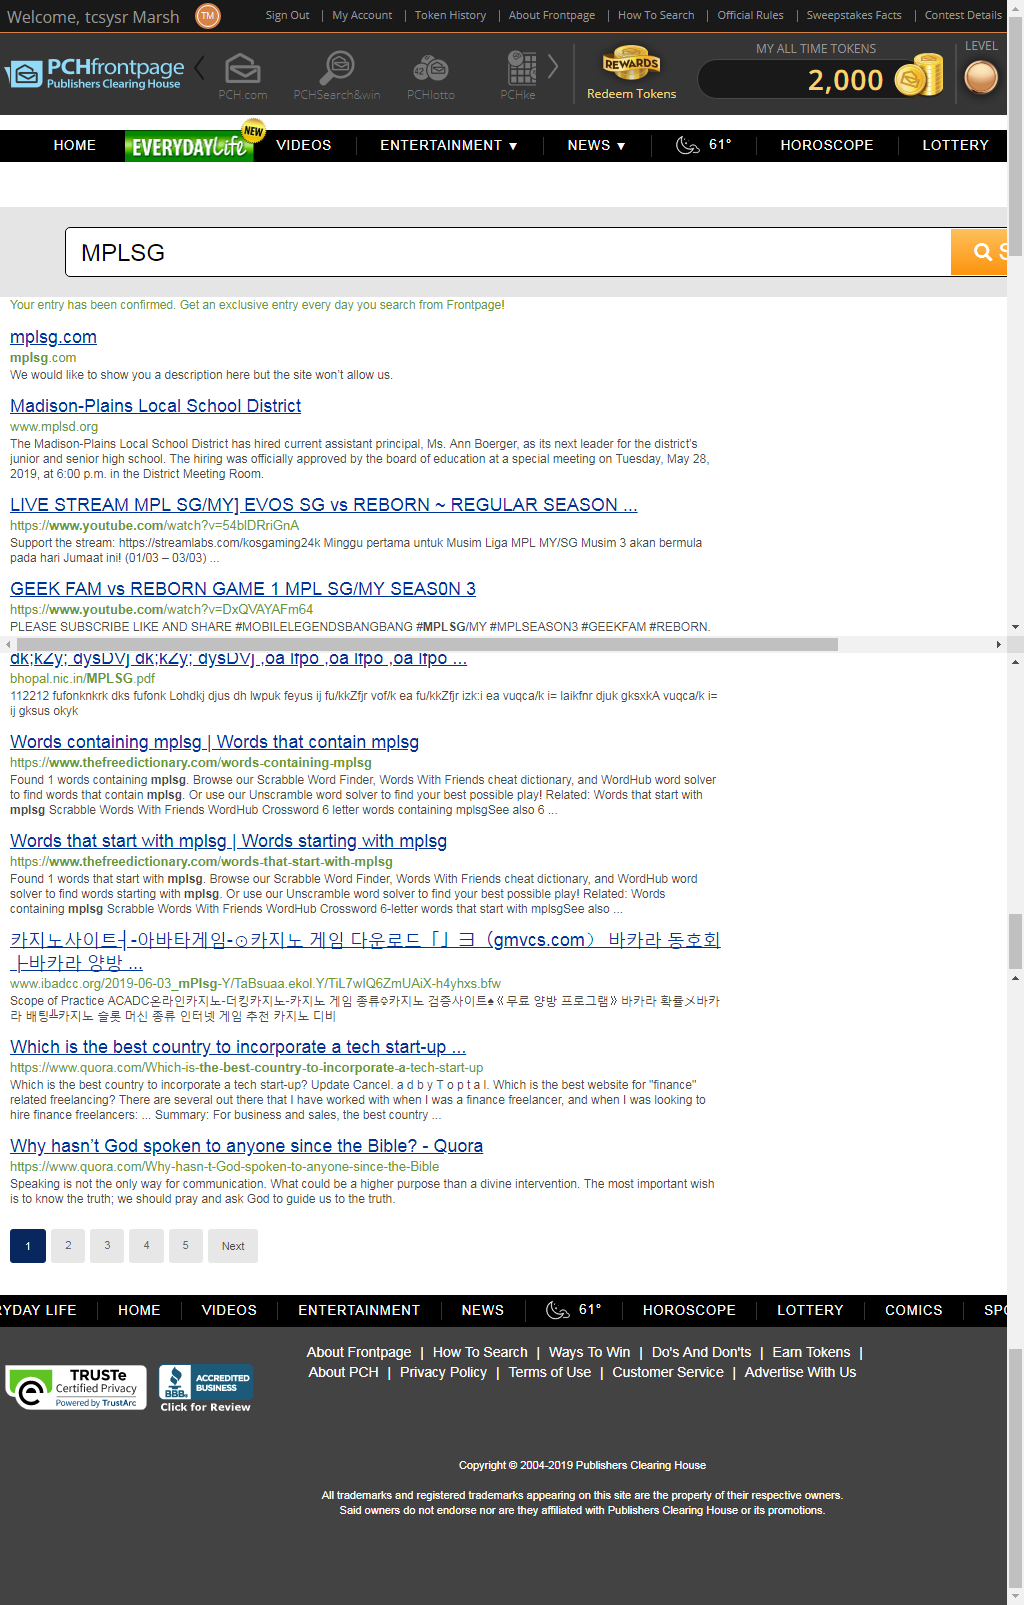 Welcome, tcsysr Marsh TM Sign Out | My Account | Token History | About Frontpage | How To Search | Official Rules | Sweepstakes Facts | Contest Details
PCHfrontpage
Publishers Clearing House
PCH.com PCHSearch&win PCHlotto PCHke
REWARDS
Redeem Tokens
MY ALL TIME TOKENS
2,000
LEVEL
HOME EVERYDAY Life NEW VIDEOS ENTERTAINMENT ▼ NEWS ▼ 61° HOROSCOPE LOTTERY
MPLSG
Your entry has been confirmed. Get an exclusive entry every day you search from Frontpage!
mplsg.com
mplsg.com
We would like to show you a description here but the site won't allow us.
Madison-Plains Local School District
www.mplsd.org
The Madison-Plains Local School District has hired current assistant principal, Ms. Ann Boerger, as its next leader for the district's
junior and senior high school. The hiring was officially approved by the board of education at a special meeting on Tuesday, May 28,
2019, at 6:00 p.m. in the District Meeting Room.
LIVE STREAM MPL SG/MY] EVOS SG vs REBORN ~ REGULAR SEASON ...
https://www.youtube.com/watch?v=54blDRriGnA
Support the stream: https://streamlabs.com/kosgaming24k Minggu pertama untuk Musim Liga MPL MY/SG Musim 3 akan bermula
pada hari Jumaat ini! (01/03 – 03/03) ...
GEEK FAM vs REBORN GAME 1 MPL SG/MY SEAS0N 3
https://www.youtube.com/watch?v=DxQVAYAFm64
PLEASE SUBSCRIBE LIKE AND SHARE #MOBILELEGENDSBANGBANG #MPLSG/MY #MPLSEASON3 #GEEKFAM #REBORN.
dk;kZy; dysDVj dk;kZy; dysDVj ,oa lfpo ,oa lfpo ,oa lfpo ...
bhopal.nic.in/MPLSG.pdf
112212 fufonknkrk dks fufonk Lohdkj djus dh lwpuk feyus ij fu/kkZfjr vof/k ea fu/kkZfjr izk:i ea vuqca/k i= laikfnr djuk gksxkA vuqca/k i=
ij gksus okyk
Words containing mplsg | Words that contain mplsg
https://www.thefreedictionary.com/words-containing-mplsg
Found 1 words containing mplsg. Browse our Scrabble Word Finder, Words With Friends cheat dictionary, and WordHub word solver
to find words that contain mplsg. Or use our Unscramble word solver to find your best possible play! Related: Words that start with
mplsg Scrabble Words With Friends WordHub Crossword 6 letter words containing mplsgSee also 6 ...
Words that start with mplsg | Words starting with mplsg
https://www.thefreedictionary.com/words-that-start-with-mplsg
Found 1 words that start with mplsg. Browse our Scrabble Word Finder, Words With Friends cheat dictionary, and WordHub word
solver to find words starting with mplsg. Or use our Unscramble word solver to find your best possible play! Related: Words
containing mplsg Scrabble Words With Friends WordHub Crossword 6-letter words that start with mplsgSee also ...
카지노사이트┥-아바타게임-⊙카지노 게임 다운로드「」ヨ（gmvcs.com） 바카라 동호회
├바카라 양방 ...
www.ibadcc.org/2019-06-03_mPlsg-Y/TaBsuaa.ekol.Y/TiL7wlQ6ZmUAiX-h4yhxs.bfw
Scope of Practice ACADC온라인카지노-더킹카지노-카지노 게임 종류✡카지노 검증사이트♠《무료 양방 프로그램》바카라 확률〆바카
라 배팅╩카지노 슬롯 머신 종류 인터넷 게임 추천 카지노 디비
Which is the best country to incorporate a tech start-up ...
https://www.quora.com/Which-is-the-best-country-to-incorporate-a-tech-start-up
Which is the best country to incorporate a tech start-up? Update Cancel. a d b y T o p t a l. Which is the best website for "finance"
related freelancing? There are several out there that I have worked with when I was a finance freelancer, and when I was looking to
hire finance freelancers: ... Summary: For business and sales, the best country ...
Why hasn't God spoken to anyone since the Bible? - Quora
https://www.quora.com/Why-hasn-t-God-spoken-to-anyone-since-the-Bible
Speaking is not the only way for communication. What could be a higher purpose than a divine intervention. The most important wish
is to know the truth; we should pray and ask God to guide us to the truth.
1 2 3 4 5 Next
RYDAY LIFE HOME VIDEOS ENTERTAINMENT NEWS 61° HOROSCOPE LOTTERY COMICS SPO
About Frontpage | How To Search | Ways To Win | Do's And Don'ts | Earn Tokens |
About PCH | Privacy Policy | Terms of Use | Customer Service | Advertise With Us
TRUSTe
Certified Privacy
Powered by TrustArc
BBB
ACCREDITED
BUSINESS
Click for Review
Copyright © 2004-2019 Publishers Clearing House
All trademarks and registered trademarks appearing on this site are the property of their respective owners.
Said owners do not endorse nor are they affiliated with Publishers Clearing House or its promotions.